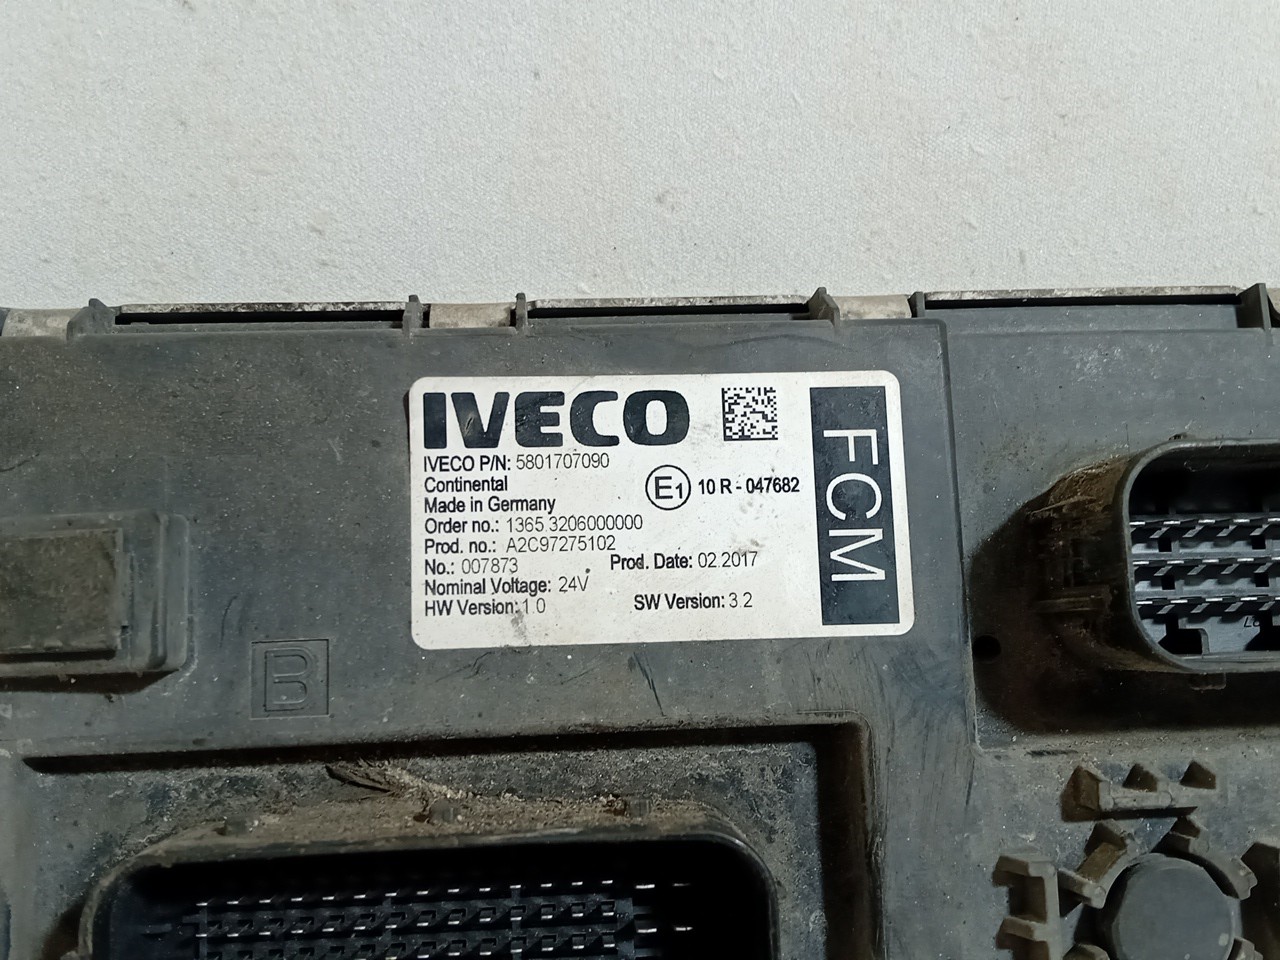 IVECO
IVECO P/N: 5801707090
Continental
Made in Germany
E1 10 R - 047682
Order no.: 1365.3206000000
Prod. no.: A2C97275102
No.: 007873
Prod. Date: 02.2017
Nominal Voltage: 24V
HW Version: 1.0
SW Version: 3.2
FCM
B